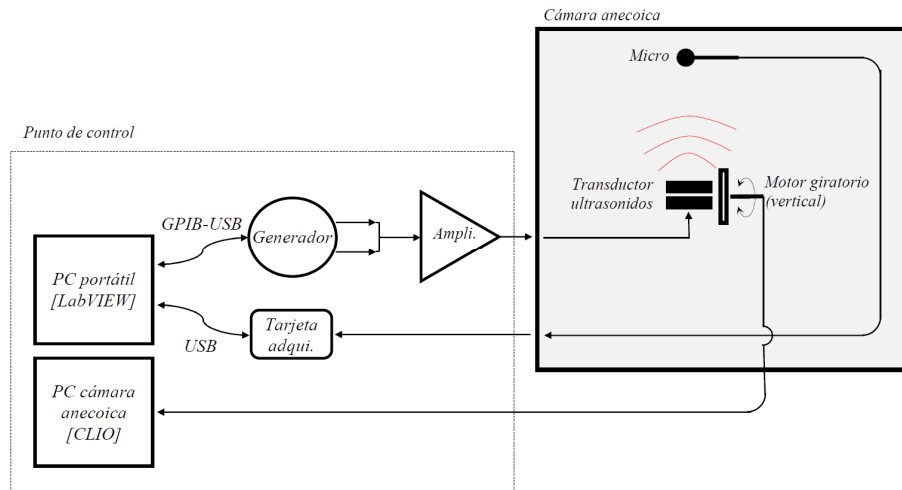 Cámara anecoica
Micro
Punto de control
Transductor
ultrasonidos
Motor giratorio
(vertical)
GPIB-USB
Generador
Ampli.
PC portátil
[LabVIEW]
USB
Tarjeta
adqui.
PC cámara
anecoica
[CLIO]